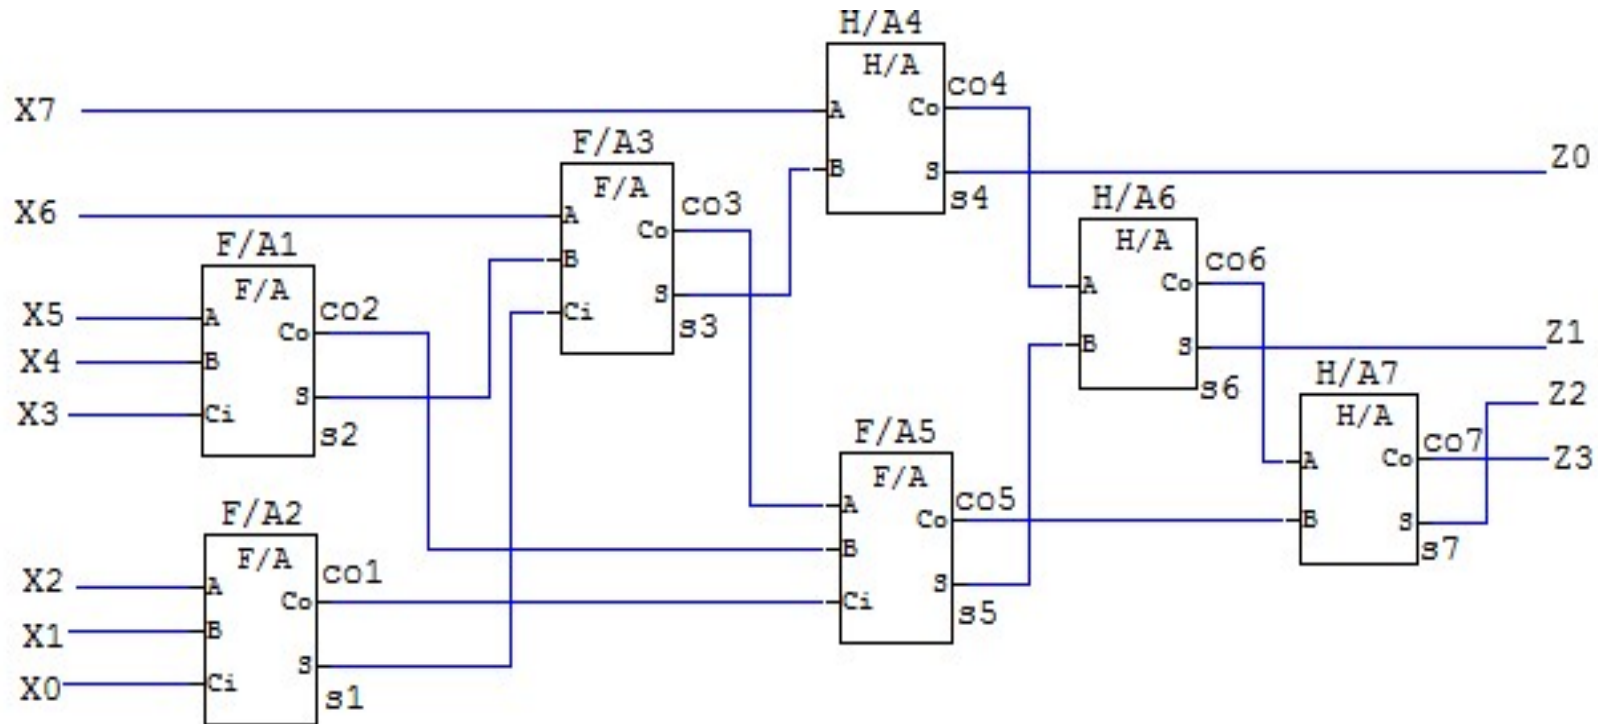 H/A4
H/A
A
B
Co
S
co4
s4
X7
Z0
F/A3
F/A
A
B
Ci
Co
S
co3
s3
X6
H/A6
H/A
A
B
Co
S
co6
s6
Z1
F/A1
F/A
A
B
Ci
Co
S
co2
s2
X5
X4
X3
H/A7
H/A
A
B
Co
S
co7
s7
Z2
Z3
F/A5
F/A
A
B
Ci
Co
S
co5
s5
F/A2
F/A
A
B
Ci
Co
S
co1
s1
X2
X1
X0